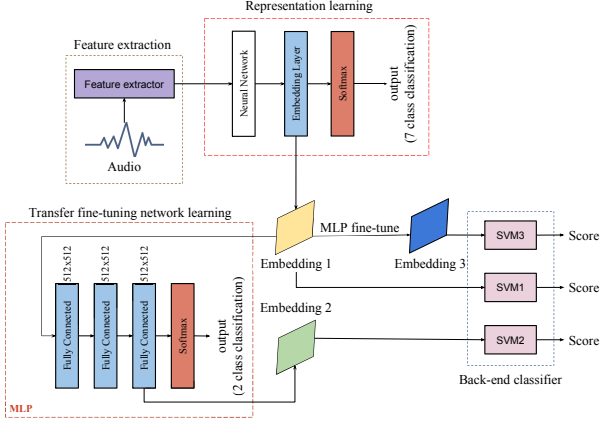 Representation learning
Feature extraction
Feature extractor
Audio
Neural Network
Embedding Layer
Softmax
output
(7 class classification)
Transfer fine-tuning network learning
512x512
512x512
512x512
Fully Connected
Fully Connected
Fully Connected
Softmax
output
(2 class classification)
MLP
Embedding 1
MLP fine-tune
Embedding 3
Embedding 2
SVM3
Score
SVM1
Score
SVM2
Score
Back-end classifier